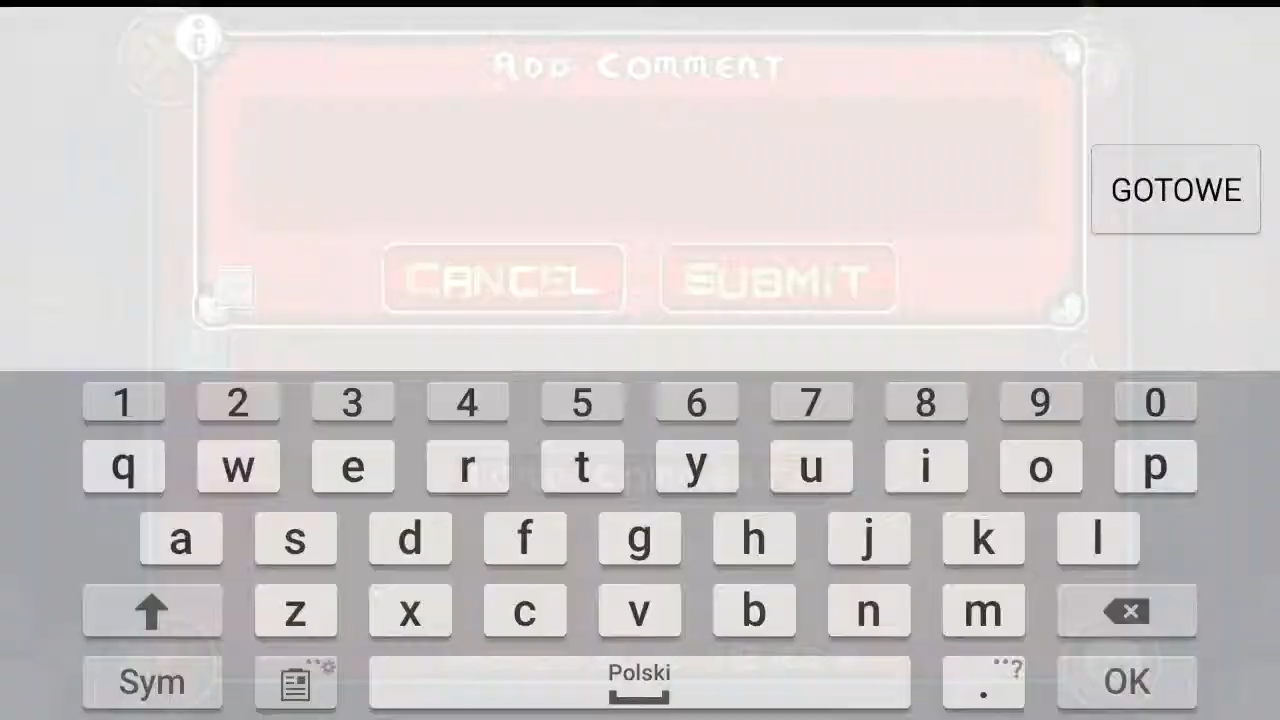 Add Comment
GOTOWE
CANCEL SUBMIT
1 2 3 4 5 6 7 8 9 0
q w e r t y u i o p
a s d f g h j k l
z x c v b n m
Sym Polski . ? OK